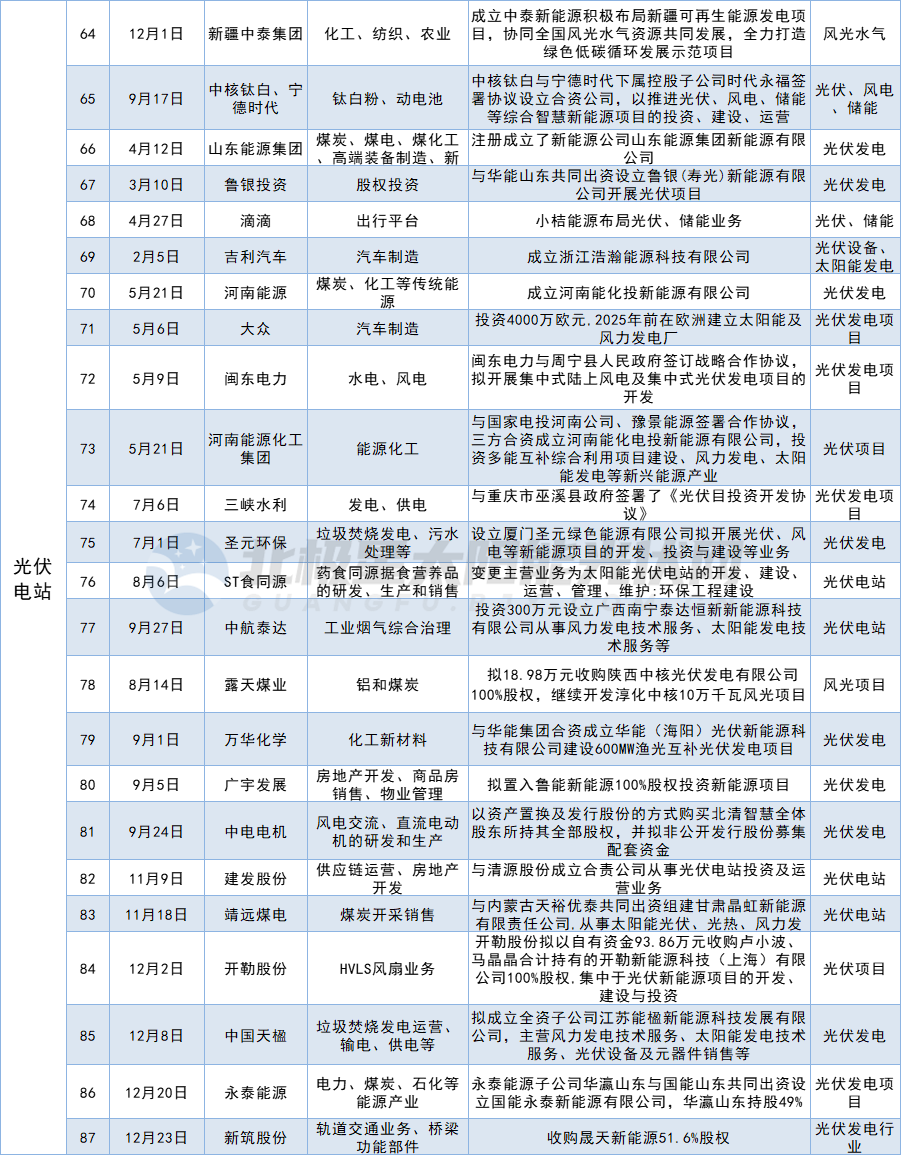 光伏
电站
64
12月1日
新疆中泰集团
化工、纺织、农业
成立中泰新能源积极布局新疆可再生能源发电项
目，协同全国风光水气资源共同发展，全力打造
绿色低碳循环发展示范项目
风光水气
65
9月17日
中核钛白、宁
德时代
钛白粉、动电池
中核钛白与宁德时代下属控股子公司时代永福签
署协议设立合资公司，以推进光伏、风电、储能
等综合智慧新能源项目的投资、建设、运营
光伏、风电
、储能
66
4月12日
山东能源集团
煤炭、煤电、煤化工
、高端装备制造、新
注册成立了新能源公司山东能源集团新能源有限
公司
光伏发电
67
3月10日
鲁银投资
股权投资
与华能山东共同出资设立鲁银(寿光)新能源有限
公司开展光伏项目
光伏发电
68
4月27日
滴滴
出行平台
小桔能源布局光伏、储能业务
光伏、储能
69
2月5日
吉利汽车
汽车制造
成立浙江浩瀚能源科技有限公司
光伏设备、
太阳能发电
70
5月21日
河南能源
煤炭、化工等传统能
源
成立河南能化投新能源有限公司
光伏发电
71
5月6日
大众
汽车制造
投资4000万欧元,2025年前在欧洲建立太阳能及
风力发电厂
光伏发电项
目
72
5月9日
闽东电力
水电、风电
闽东电力与周宁县人民政府签订战略合作协议，
拟开展集中式陆上风电及集中式光伏发电项目的
开发
光伏发电项
目
73
5月21日
河南能源化工
集团
能源化工
与国家电投河南公司、豫景能源签署合作协议，
三方合资成立河南能化电投新能源有限公司，投
资多能互补综合利用项目建设、风力发电、太阳
能发电等新兴能源产业
光伏项目
74
7月6日
三峡水利
发电、供电
与重庆市巫溪县政府签署了《光伏目投资开发协
议》
光伏发电项
目
75
7月1日
圣元环保
垃圾焚烧发电、污水
处理等
设立厦门圣元绿色能源有限公司拟开展光伏、风
电等新能源项目的开发、投资与建设等业务
光伏发电
76
8月6日
ST食同源
药食同源据食营养品
的研发、生产和销售
变更主营业务为太阳能光伏电站的开发、建设、
运营、管理、维护;环保工程建设
光伏电站
77
9月27日
中航泰达
工业烟气综合治理
投资300万元设立广西南宁泰达恒新新能源科技
有限公司从事风力发电技术服务、太阳能发电技
术服务等
光伏电站
78
8月14日
露天煤业
铝和煤炭
拟18.98万元收购陕西中核光伏发电有限公司
100%股权，继续开发淳化中核10万千瓦风光项目
风光项目
79
9月1日
万华化学
化工新材料
与华能集团合资成立华能（海阳）光伏新能源科
技有限公司建设600MW渔光互补光伏发电项目
光伏发电
80
9月5日
广宇发展
房地产开发、商品房
销售、物业管理
拟置入鲁能新能源100%股权投资新能源项目
光伏发电
81
9月24日
中电电机
风电交流、直流电动
机的研发和生产
以资产置换及发行股份的方式购买北清智慧全体
股东所持其全部股权，并拟非公开发行股份募集
配套资金
光伏发电
82
11月9日
建发股份
供应链运营、房地产
开发
与清源股份成立合责公司从事光伏电站投资及运
营业务
光伏电站
83
11月18日
靖远煤电
煤炭开采销售
与内蒙古天裕优泰共同出资组建甘肃晶虹新能源
有限责任公司,从事太阳能光伏、光热、风力发
光伏电站
84
12月2日
开勒股份
HVLS风扇业务
开勒股份拟以自有资金93.86万元收购卢小波、
马晶晶合计持有的开勒新能源科技（上海）有限
公司100%股权,集中于光伏新能源项目的开发、
建设与投资
光伏项目
85
12月8日
中国天楹
垃圾焚烧发电运营、
输电、供电等
拟成立全资子公司江苏能楹新能源科技发展有限
公司，主营风力发电技术服务、太阳能发电技术
服务、光伏设备及元器件销售等
光伏发电
86
12月20日
永泰能源
电力、煤炭、石化等
能源产业
永泰能源子公司华瀛山东与国能山东共同出资设
立国能永泰新能源有限公司，华瀛山东持股49%
光伏发电项
目
87
12月23日
新筑股份
轨道交通业务、桥梁
功能部件
收购晟天新能源51.6%股权
光伏发电行
业